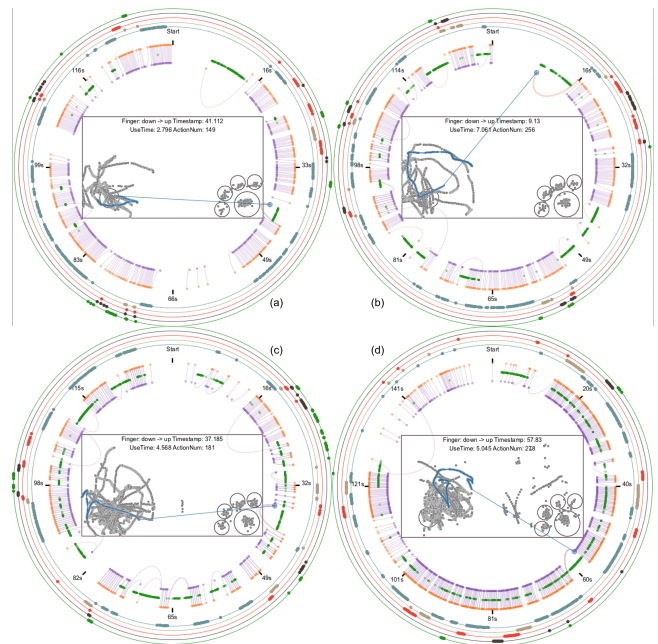 Start
116s
16s
Finger: down -> up Timestamp: 41.112
UseTime: 2.796 ActionNum: 149
99s
33s
83s
49s
66s
(a)
Start
114s
16s
Finger: down -> up Timestamp: 9.13
UseTime: 7.061 ActionNum: 256
98s
32s
81s
49s
65s
(b)
(c)
Start
115s
16s
Finger: down -> up Timestamp: 37.185
UseTime: 4.568 ActionNum: 181
98s
32s
82s
49s
65s
(d)
Start
141s
20s
Finger: down -> up Timestamp: 57.83
UseTime: 5.045 ActionNum: 278
121s
40s
101s
60s
81s